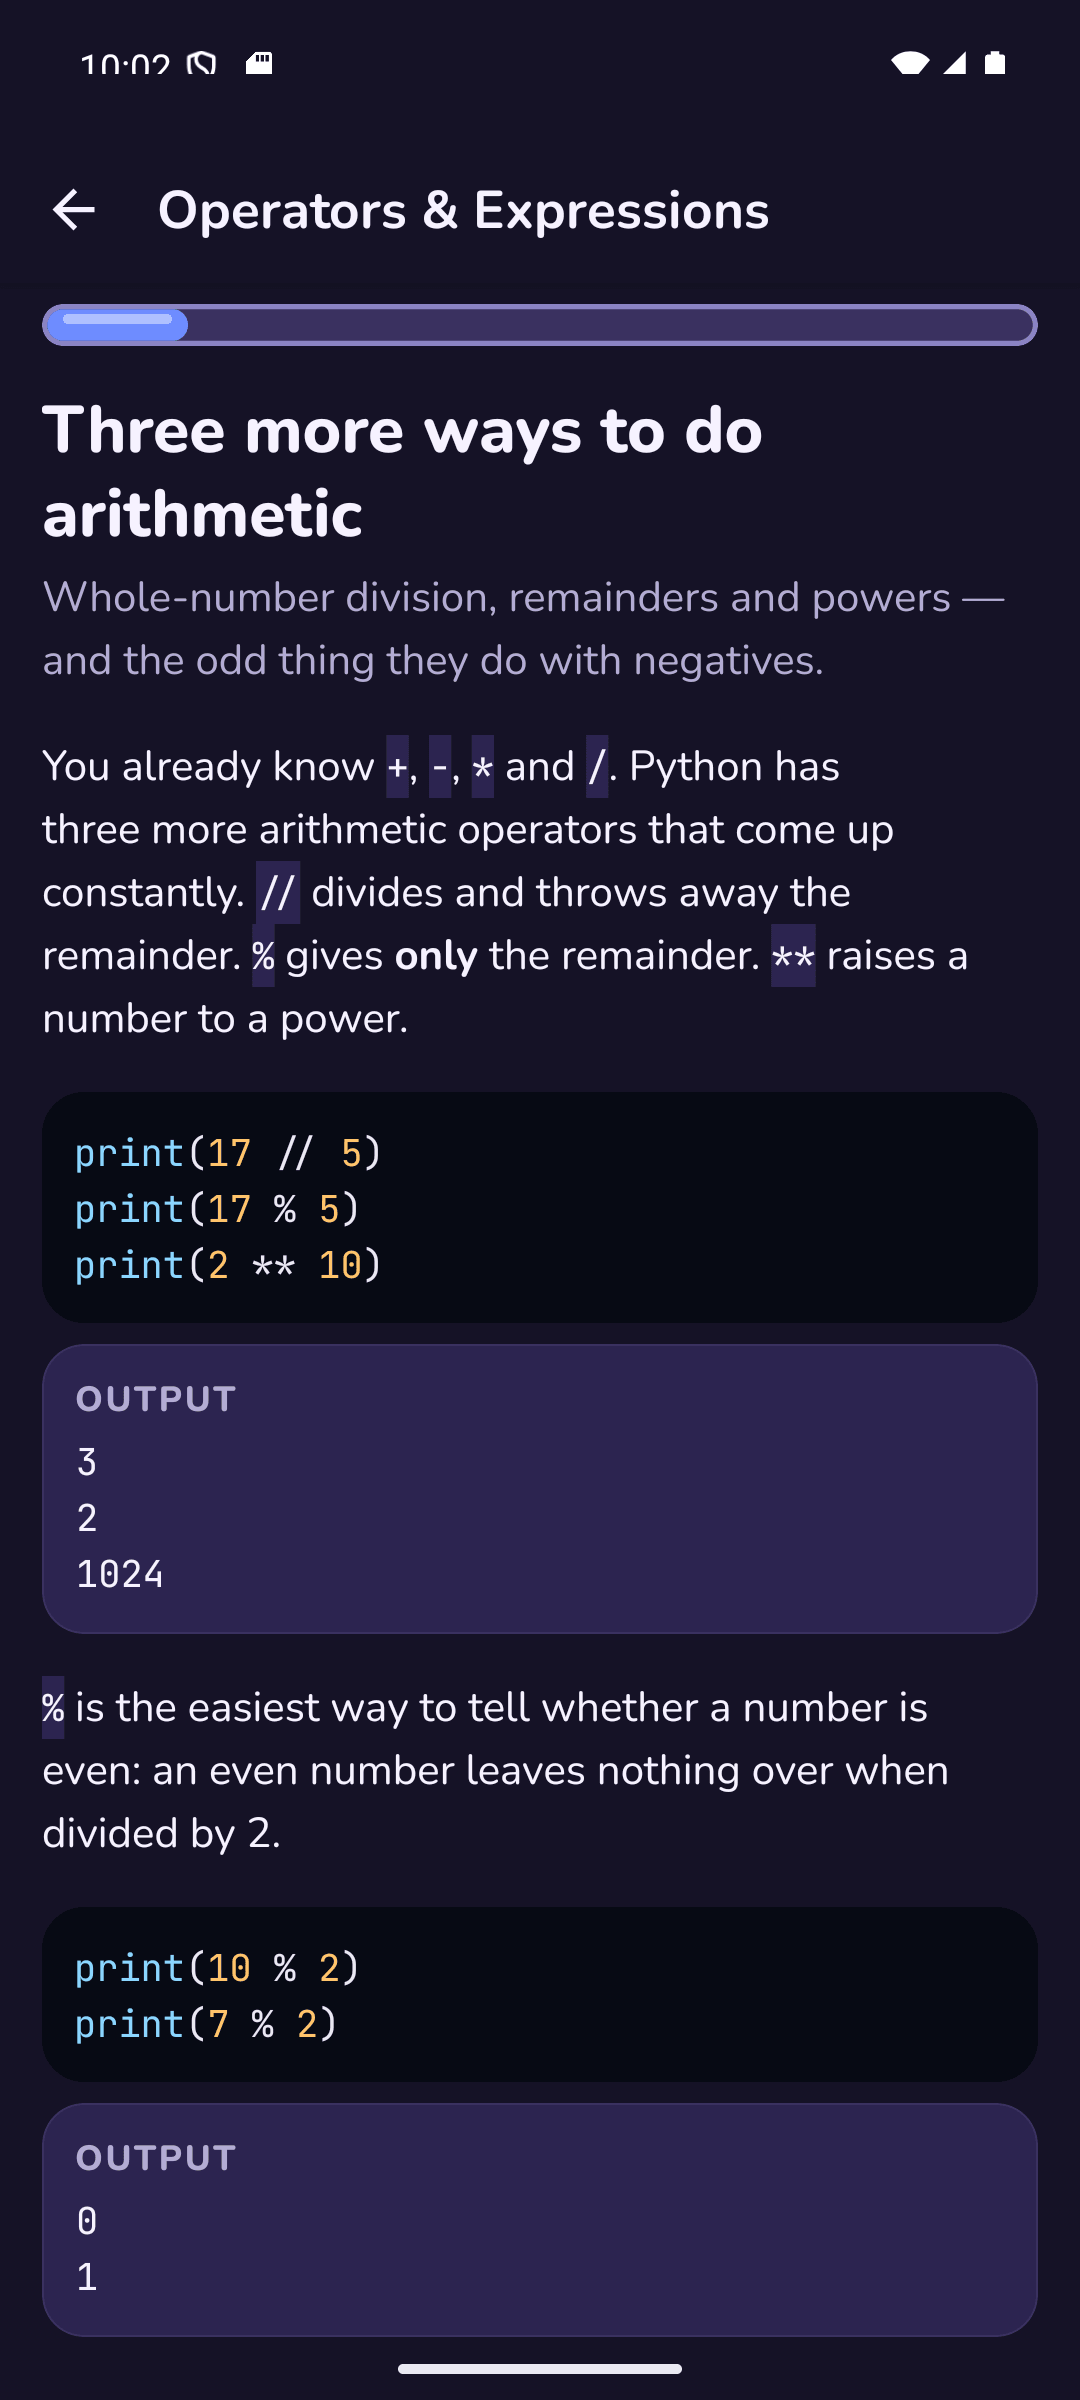 10:02
Operators & Expressions
Three more ways to do
arithmetic
Whole-number division, remainders and powers —
and the odd thing they do with negatives.
You already know +, -, * and /. Python has
three more arithmetic operators that come up
constantly. // divides and throws away the
remainder. % gives only the remainder. ** raises a
number to a power.
print(17 // 5)
print(17 % 5)
print(2 ** 10)
OUTPUT
3
2
1024
% is the easiest way to tell whether a number is
even: an even number leaves nothing over when
divided by 2.
print(10 % 2)
print(7 % 2)
OUTPUT
0
1